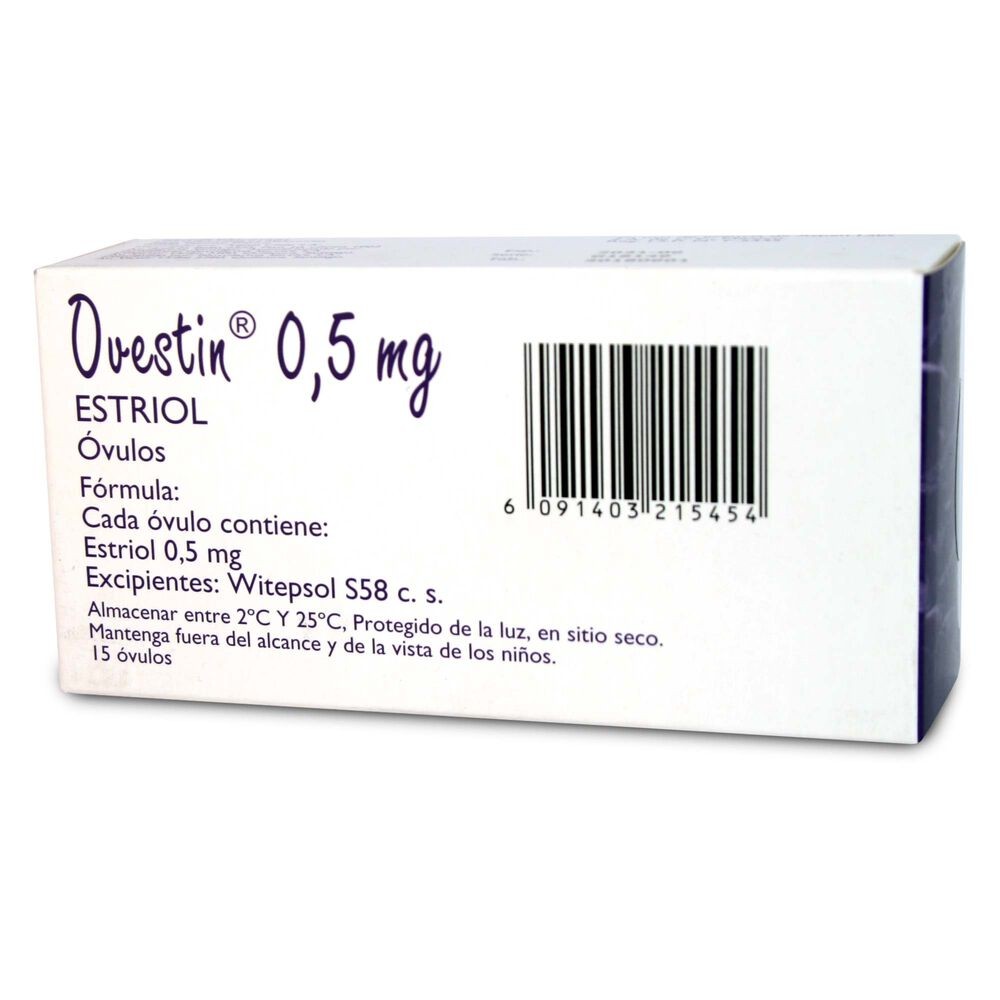 Ovestin® 0,5 mg
ESTRIOL
Óvulos
Fórmula:
Cada óvulo contiene:
Estriol 0,5 mg
Excipientes: Witepsol S58 c. s.
Almacenar entre 2ºC Y 25ºC, Protegido de la luz, en sitio seco.
Mantenga fuera del alcance y de la vista de los niños.
15 óvulos
6 091403 215454